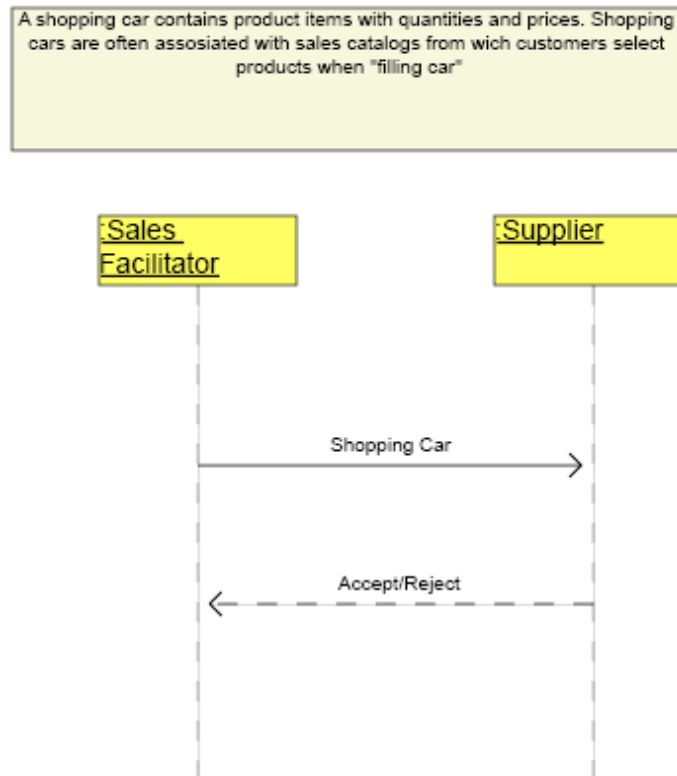 A shopping car contains product items with quantities and prices. Shopping
cars are often assosiated with sales catalogs from wich customers select
products when "filling car"
:Sales
Facilitator
:Supplier
Shopping Car
Accept/Reject